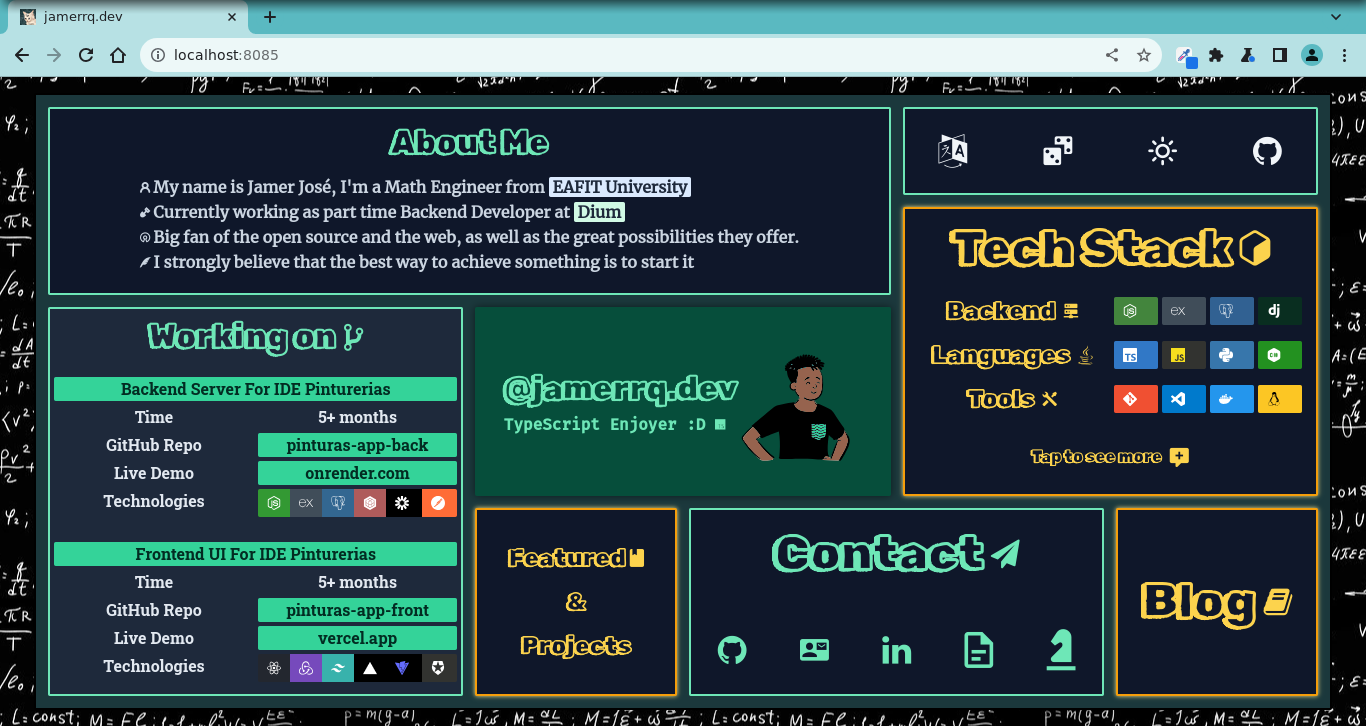 jamerrq.dev
localhost:8085
About Me
My name is Jamer José, I'm a Math Engineer from EAFIT University
Currently working as part time Backend Developer at Dium
Big fan of the open source and the web, as well as the great possibilities they offer.
I strongly believe that the best way to achieve something is to start it
Tech Stack
Backend
ex
dj
Languages
TS
JS
Tools
Tap to see more
Working on
Backend Server For IDE Pinturerias
Time 5+ months
GitHub Repo pinturas-app-back
Live Demo onrender.com
Technologies
ex
Frontend UI For IDE Pinturerias
Time 5+ months
GitHub Repo pinturas-app-front
Live Demo vercel.app
Technologies
@jamerrq.dev
TypeScript Enjoyer :D
Featured
&
Projects
Contact
in
Blog